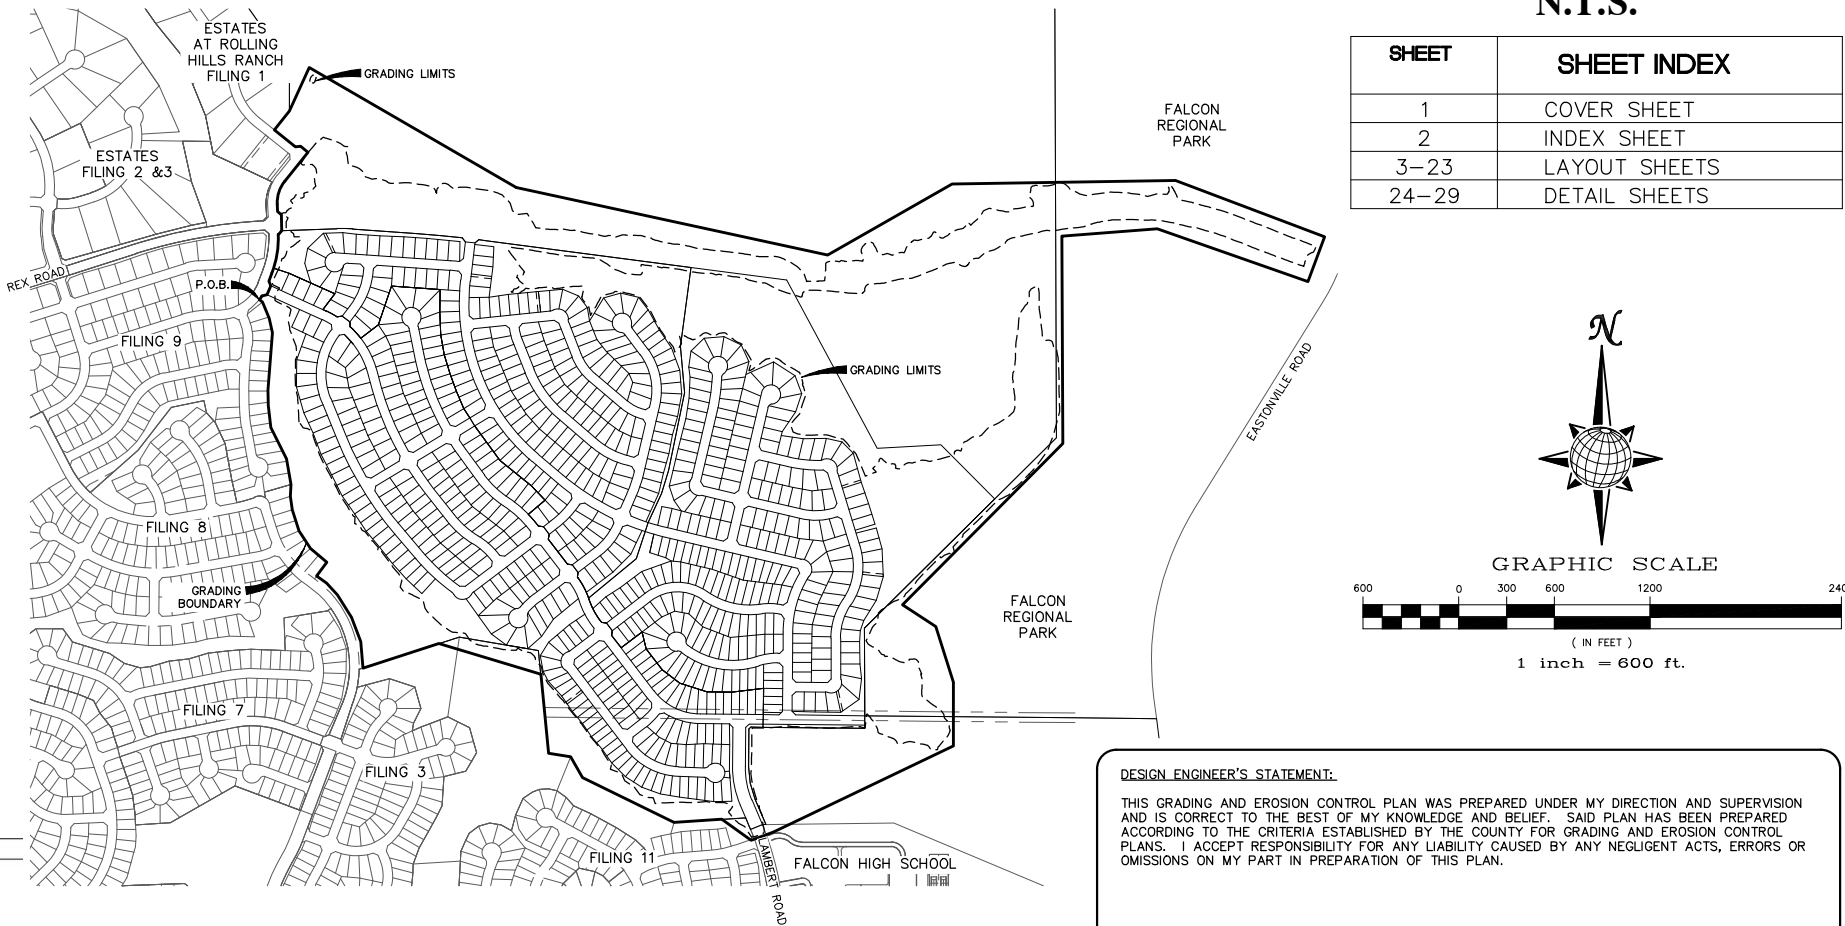 N.T.S.
SHEET SHEET INDEX
1 COVER SHEET
2 INDEX SHEET
3-23 LAYOUT SHEETS
24-29 DETAIL SHEETS
ESTATES
AT ROLLING
HILLS RANCH
FILING 1
GRADING LIMITS
ESTATES
FILING 2 &3
FALCON
REGIONAL
PARK
REX ROAD
P.O.B.
FILING 9
GRADING LIMITS
EASTONVILLE ROAD
N
FILING 8
GRADING
BOUNDARY
FALCON
REGIONAL
PARK
GRAPHIC SCALE
600 0 300 600 1200 240
( IN FEET )
1 inch = 600 ft.
FILING 7
FILING 3
FILING 11
LAMBERT ROAD
FALCON HIGH SCHOOL
DESIGN ENGINEER'S STATEMENT:
THIS GRADING AND EROSION CONTROL PLAN WAS PREPARED UNDER MY DIRECTION AND SUPERVISION
AND IS CORRECT TO THE BEST OF MY KNOWLEDGE AND BELIEF. SAID PLAN HAS BEEN PREPARED
ACCORDING TO THE CRITERIA ESTABLISHED BY THE COUNTY FOR GRADING AND EROSION CONTROL
PLANS. I ACCEPT RESPONSIBILITY FOR ANY LIABILITY CAUSED BY ANY NEGLIGENT ACTS, ERRORS OR
OMISSIONS ON MY PART IN PREPARATION OF THIS PLAN.